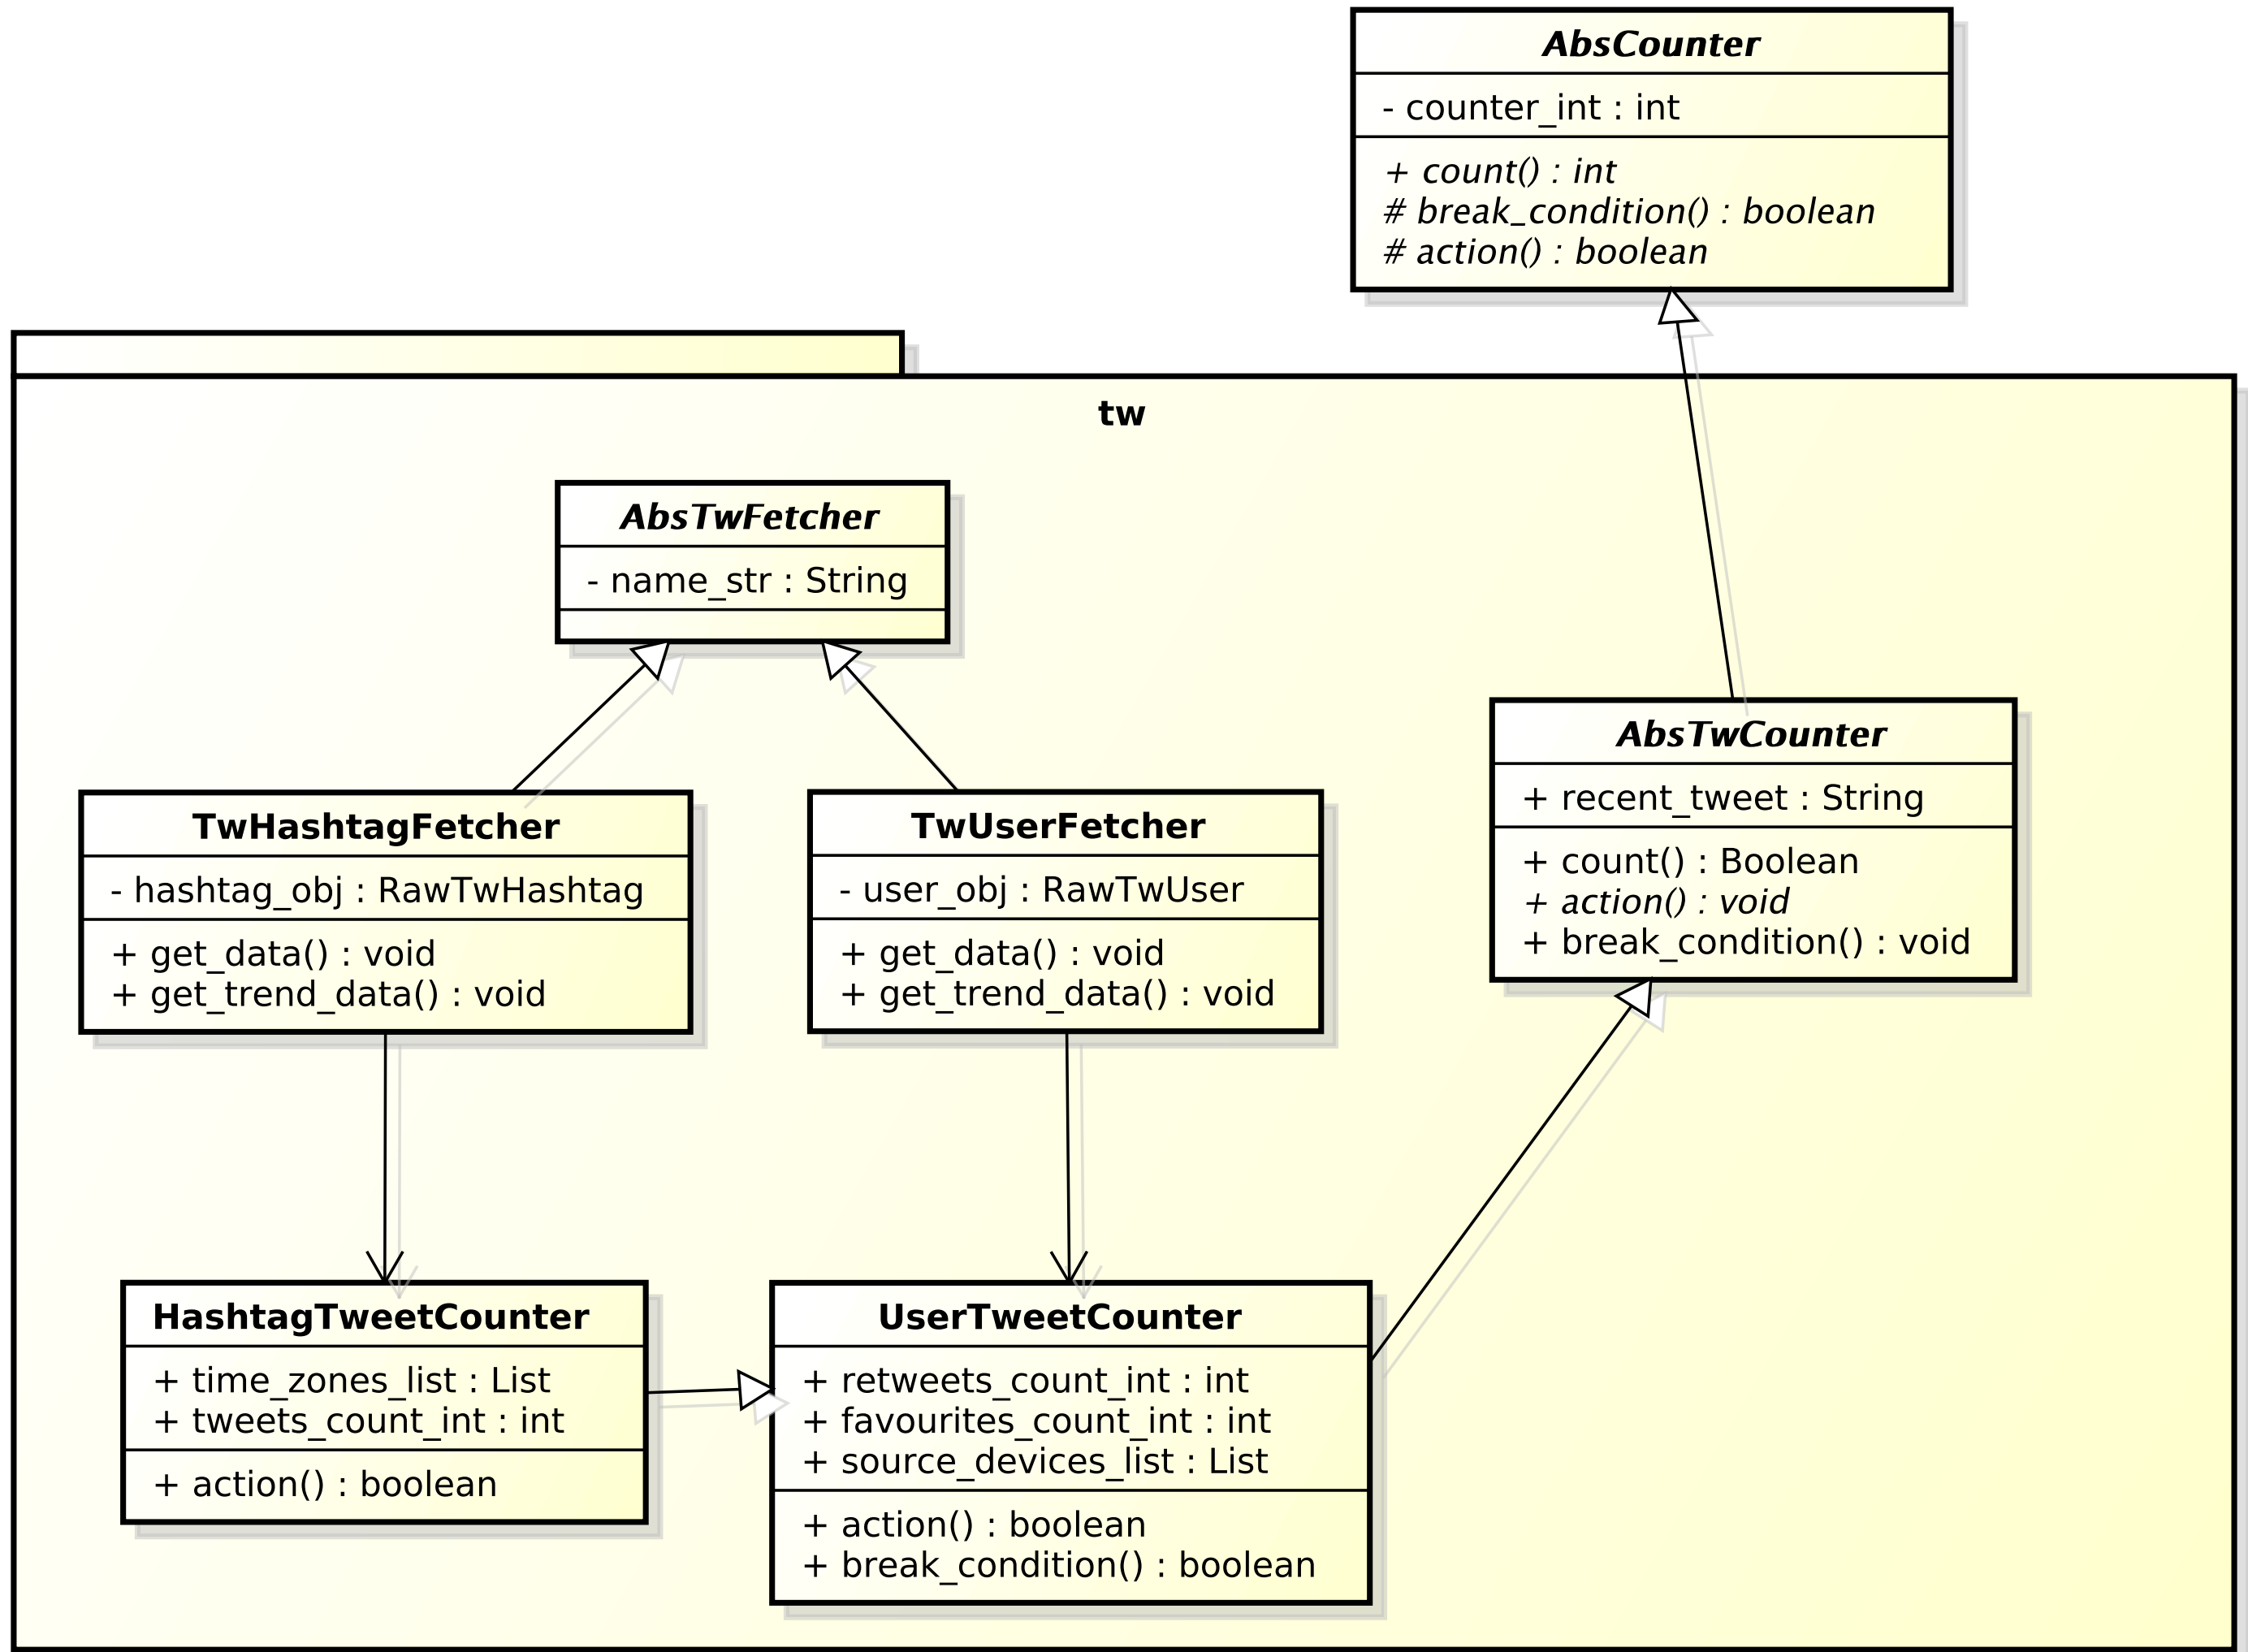 AbsCounter
- counter_int : int
+ count() : int
# break_condition() : boolean
# action() : boolean
tw
AbsTwFetcher
- name_str : String
TwHashtagFetcher
- hashtag_obj : RawTwHashtag
+ get_data() : void
+ get_trend_data() : void
TwUserFetcher
- user_obj : RawTwUser
+ get_data() : void
+ get_trend_data() : void
AbsTwCounter
+ recent_tweet : String
+ count() : Boolean
+ action() : void
+ break_condition() : void
HashtagTweetCounter
+ time_zones_list : List
+ tweets_count_int : int
+ action() : boolean
UserTweetCounter
+ retweets_count_int : int
+ favourites_count_int : int
+ source_devices_list : List
+ action() : boolean
+ break_condition() : boolean